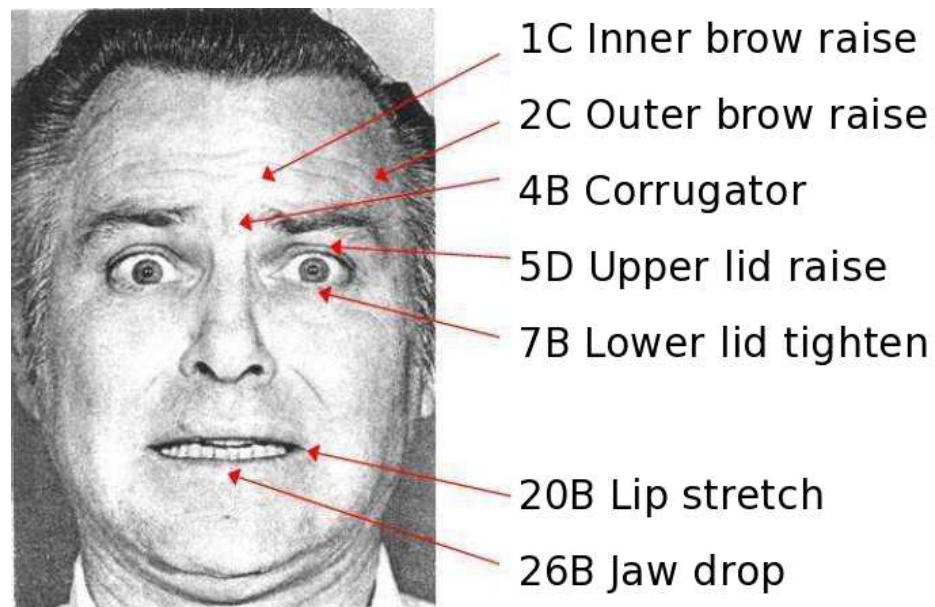 1C Inner brow raise
2C Outer brow raise
4B Corrugator
5D Upper lid raise
7B Lower lid tighten
20B Lip stretch
26B Jaw drop